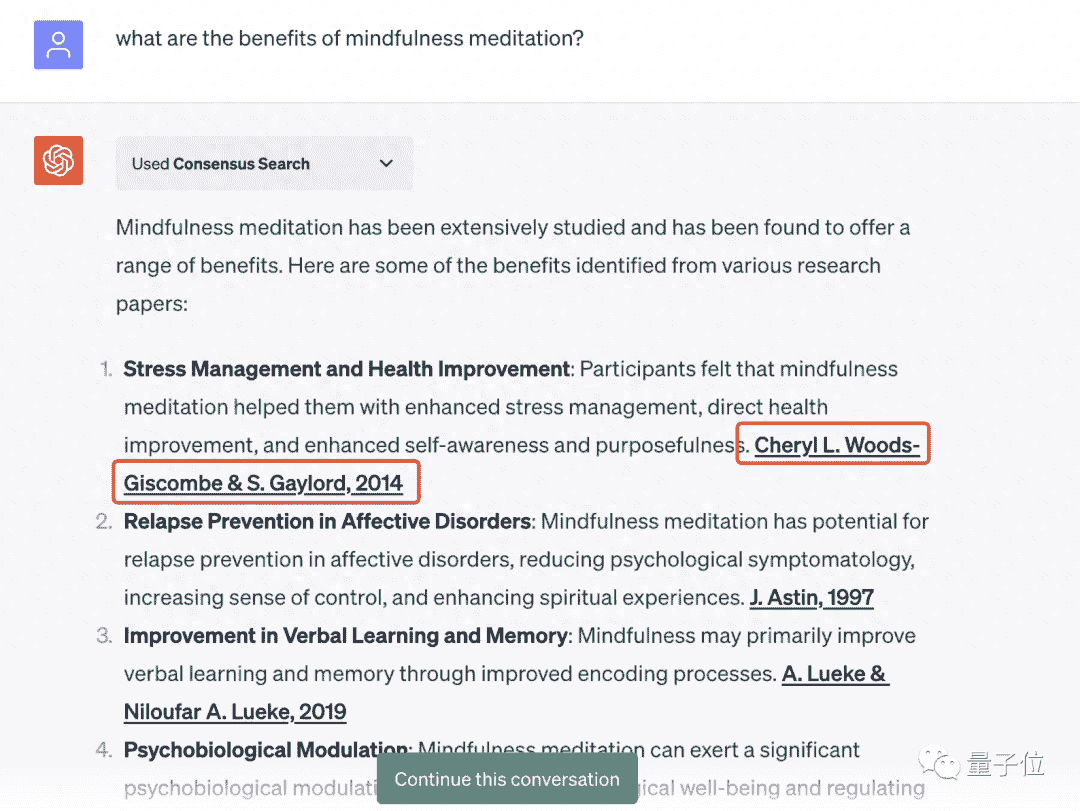 what are the benefits of mindfulness meditation?
Used Consensus Search
Mindfulness meditation has been extensively studied and has been found to offer a
range of benefits. Here are some of the benefits identified from various research
papers:
1. Stress Management and Health Improvement: Participants felt that mindfulness
meditation helped them with enhanced stress management, direct health
improvement, and enhanced self-awareness and purposefulness. Cheryl L. Woods-
Giscombe & S. Gaylord, 2014
2. Relapse Prevention in Affective Disorders: Mindfulness meditation has potential for
relapse prevention in affective disorders, reducing psychological symptomatology,
increasing sense of control, and enhancing spiritual experiences. J. Astin, 1997
3. Improvement in Verbal Learning and Memory: Mindfulness may primarily improve
verbal learning and memory through improved encoding processes. A. Lueke &
Niloufar A. Lueke, 2019
4. Psychobiological Modulation: Mindfulness meditation can exert a significant
psychobiological modulati ical well-being and regulating
Continue this conversation
量子位